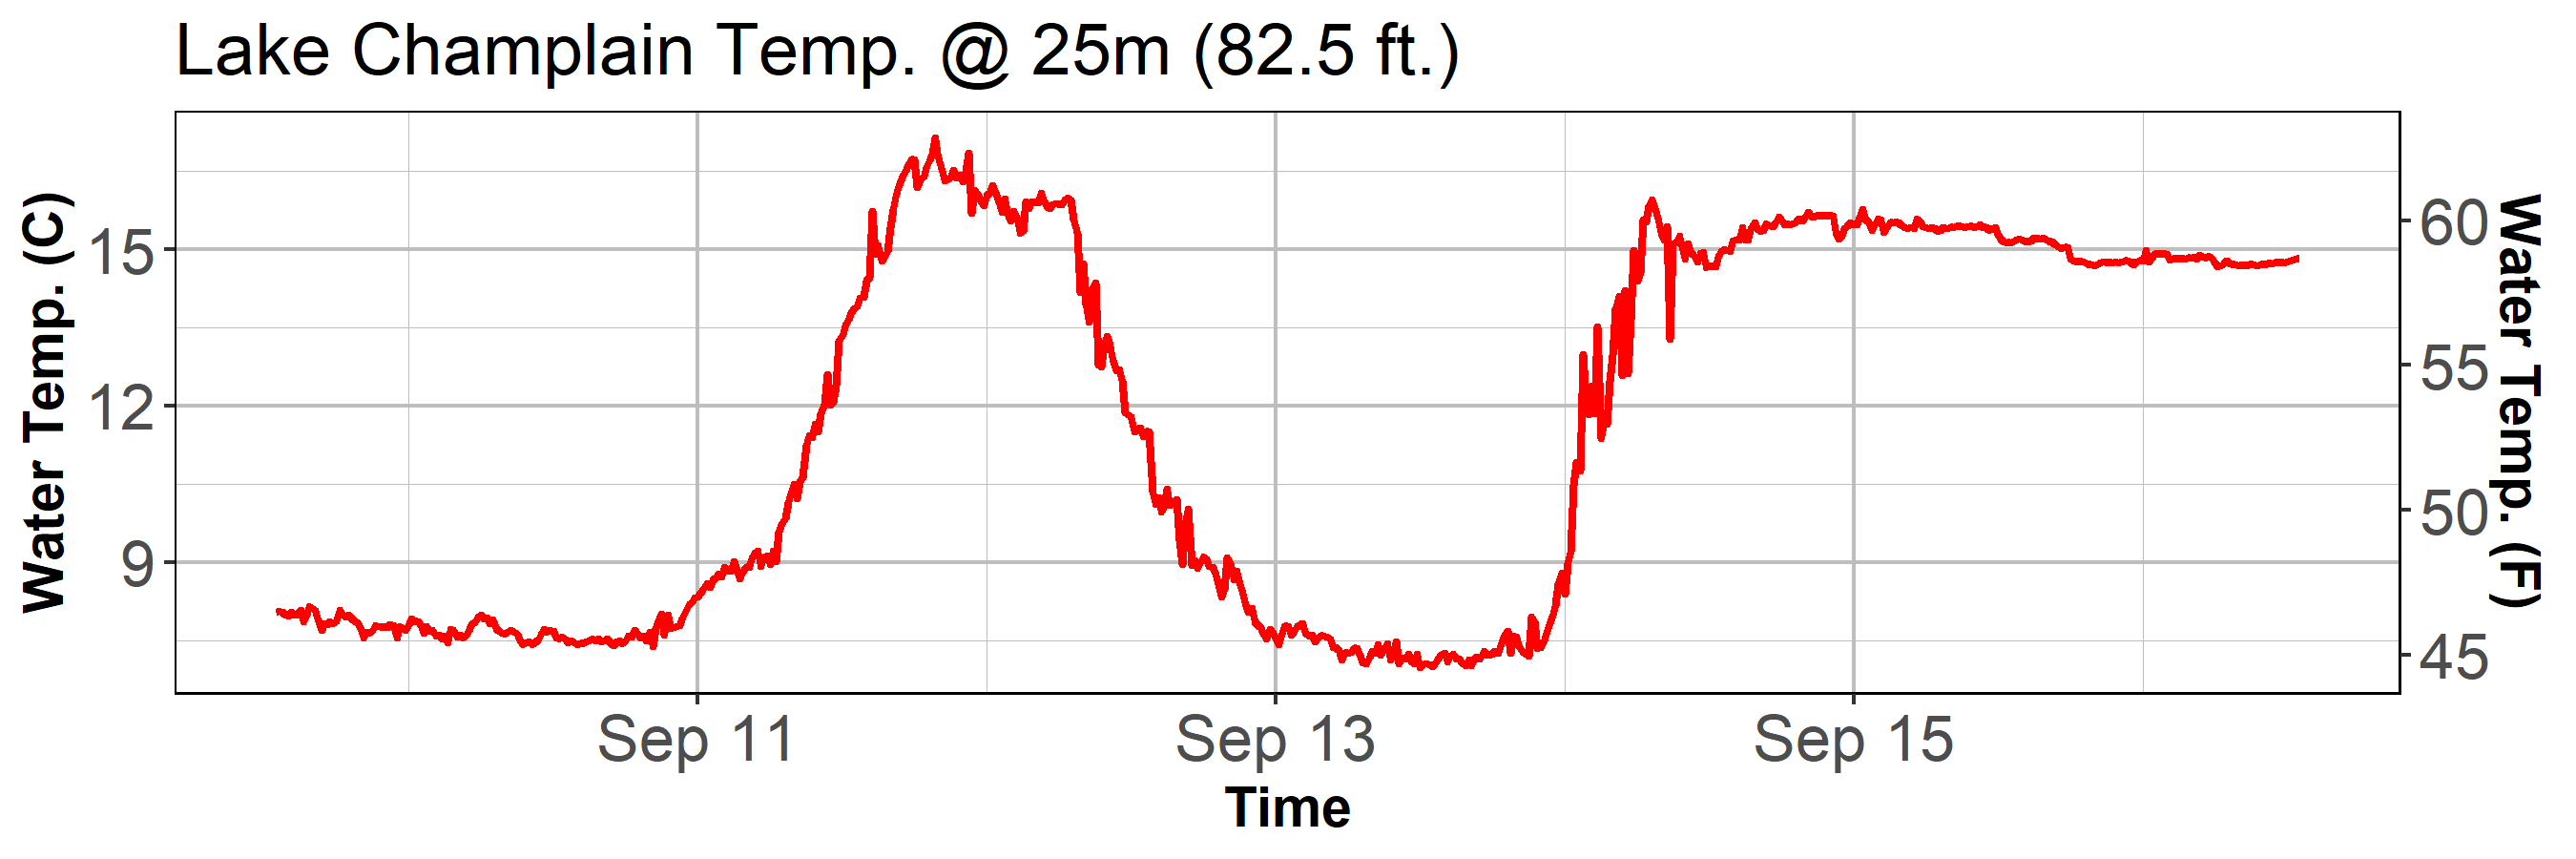 Lake Champlain Temp. @ 25m (82.5 ft.)
Water Temp. (C)
15
12
9
60
55
50
45
Water Temp. (F)
Sep 11
Sep 13
Sep 15
Time